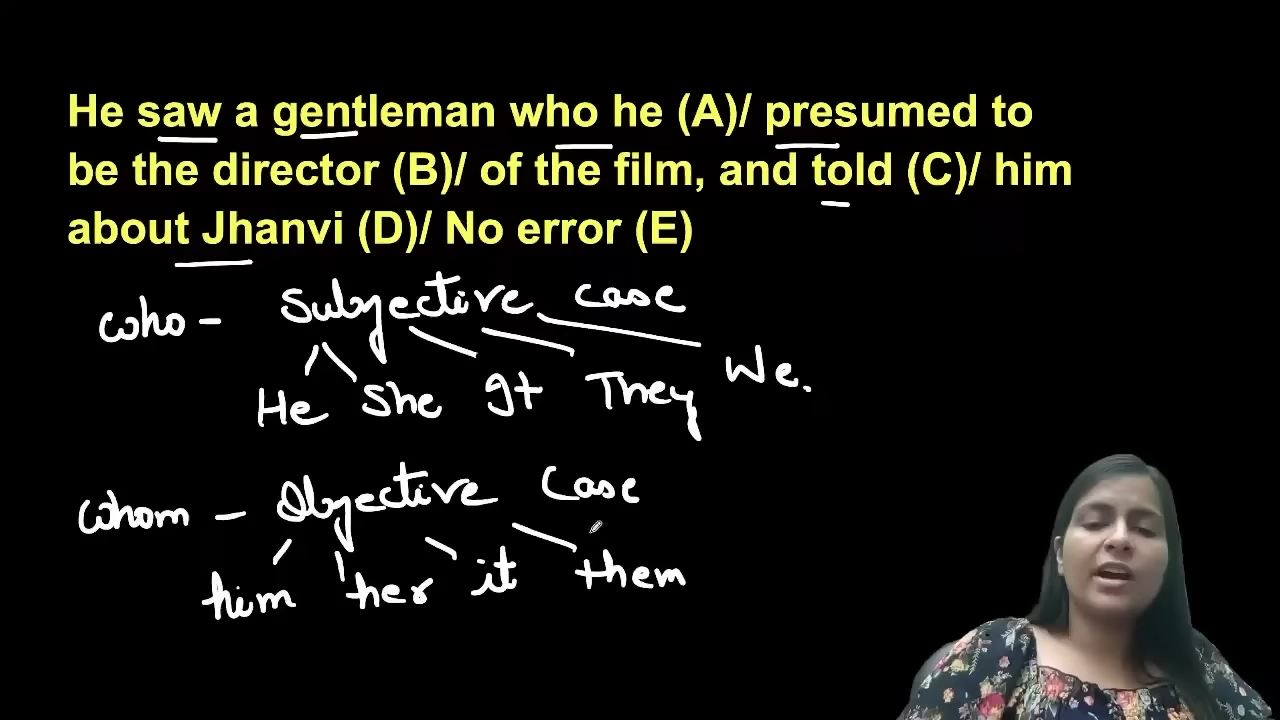 He saw a gentleman who he (A)/ presumed to
be the director (B)/ of the film, and told (C)/ him
about Jhanvi (D)/ No error (E)
who - Subjective case
He She It They We.
whom - Objective Case
him her it them